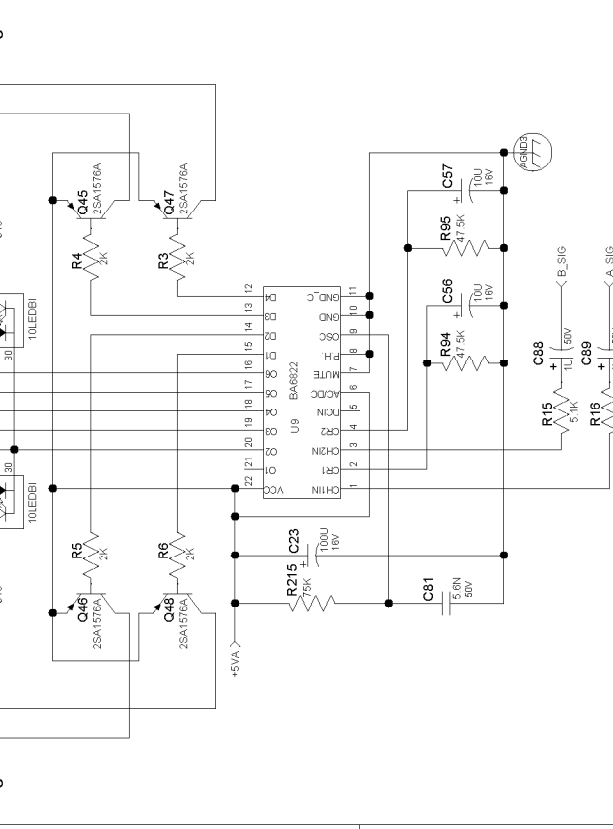 Q45
2SA1576A
Q47
2SA1576A
R4
2K
R3
2K
10LEDBI
30
30
10LEDBI
R5
2K
R6
2K
Q46
2SA1576A
Q48
2SA1576A
12 D4
13 D3
14 D2
15 D1
16 O6
17 O5
18 O4
19 O3
20 O2
21 O1
22 VCC
BA6822
U9
GND_C 11
GND 10
OSC 9
P.H. 8
MUTE 7
AC/DC 6
DCIN 5
CR2 4
CH2IN 3
CR1 2
CH1IN 1
C57
+
10U
16V
R95
47.5K
C56
+
10U
16V
R94
47.5K
AGND3
B_SIG
A_SIG
C88
+
1U
50V
C89
+
R15
5.1K
R16
C23
+
100U
16V
R215
75K
C81
5.6N
50V
+5VA